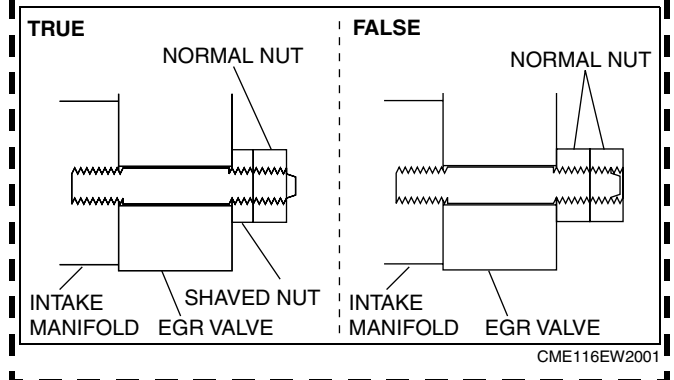 TRUE
NORMAL NUT
INTAKE
MANIFOLD
EGR VALVE
SHAVED NUT
FALSE
NORMAL NUT
INTAKE
MANIFOLD
EGR VALVE
CME116EW2001